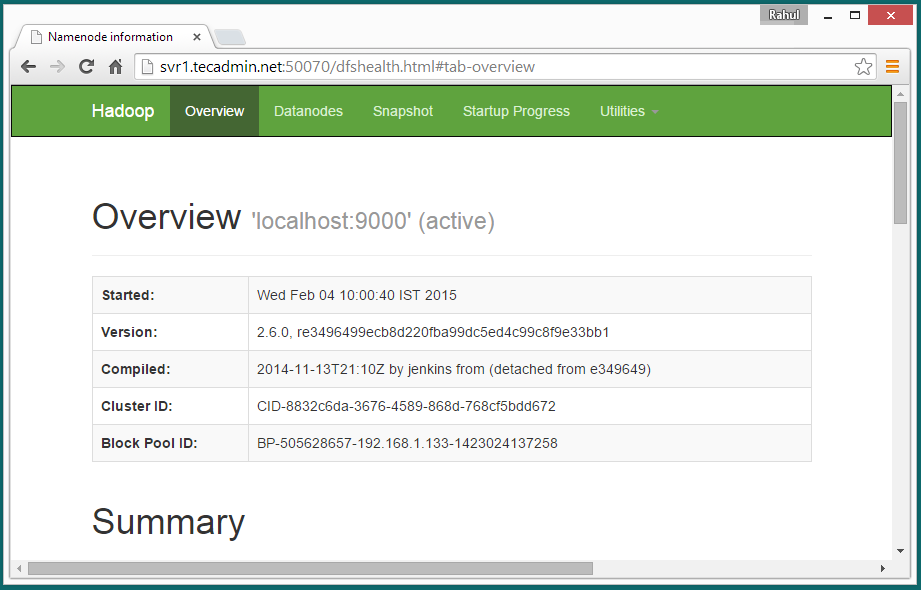 Rahul
Namenode information
svr1.tecadmin.net:50070/dfshealth.html#tab-overview
Hadoop Overview Datanodes Snapshot Startup Progress Utilities
Overview 'localhost:9000' (active)
Started: Wed Feb 04 10:00:40 IST 2015
Version: 2.6.0, re3496499ecb8d220fba99dc5ed4c99c8f9e33bb1
Compiled: 2014-11-13T21:10Z by jenkins from (detached from e349649)
Cluster ID: CID-8832c6da-3676-4589-868d-768cf5bdd672
Block Pool ID: BP-505628657-192.168.1.133-1423024137258
Summary